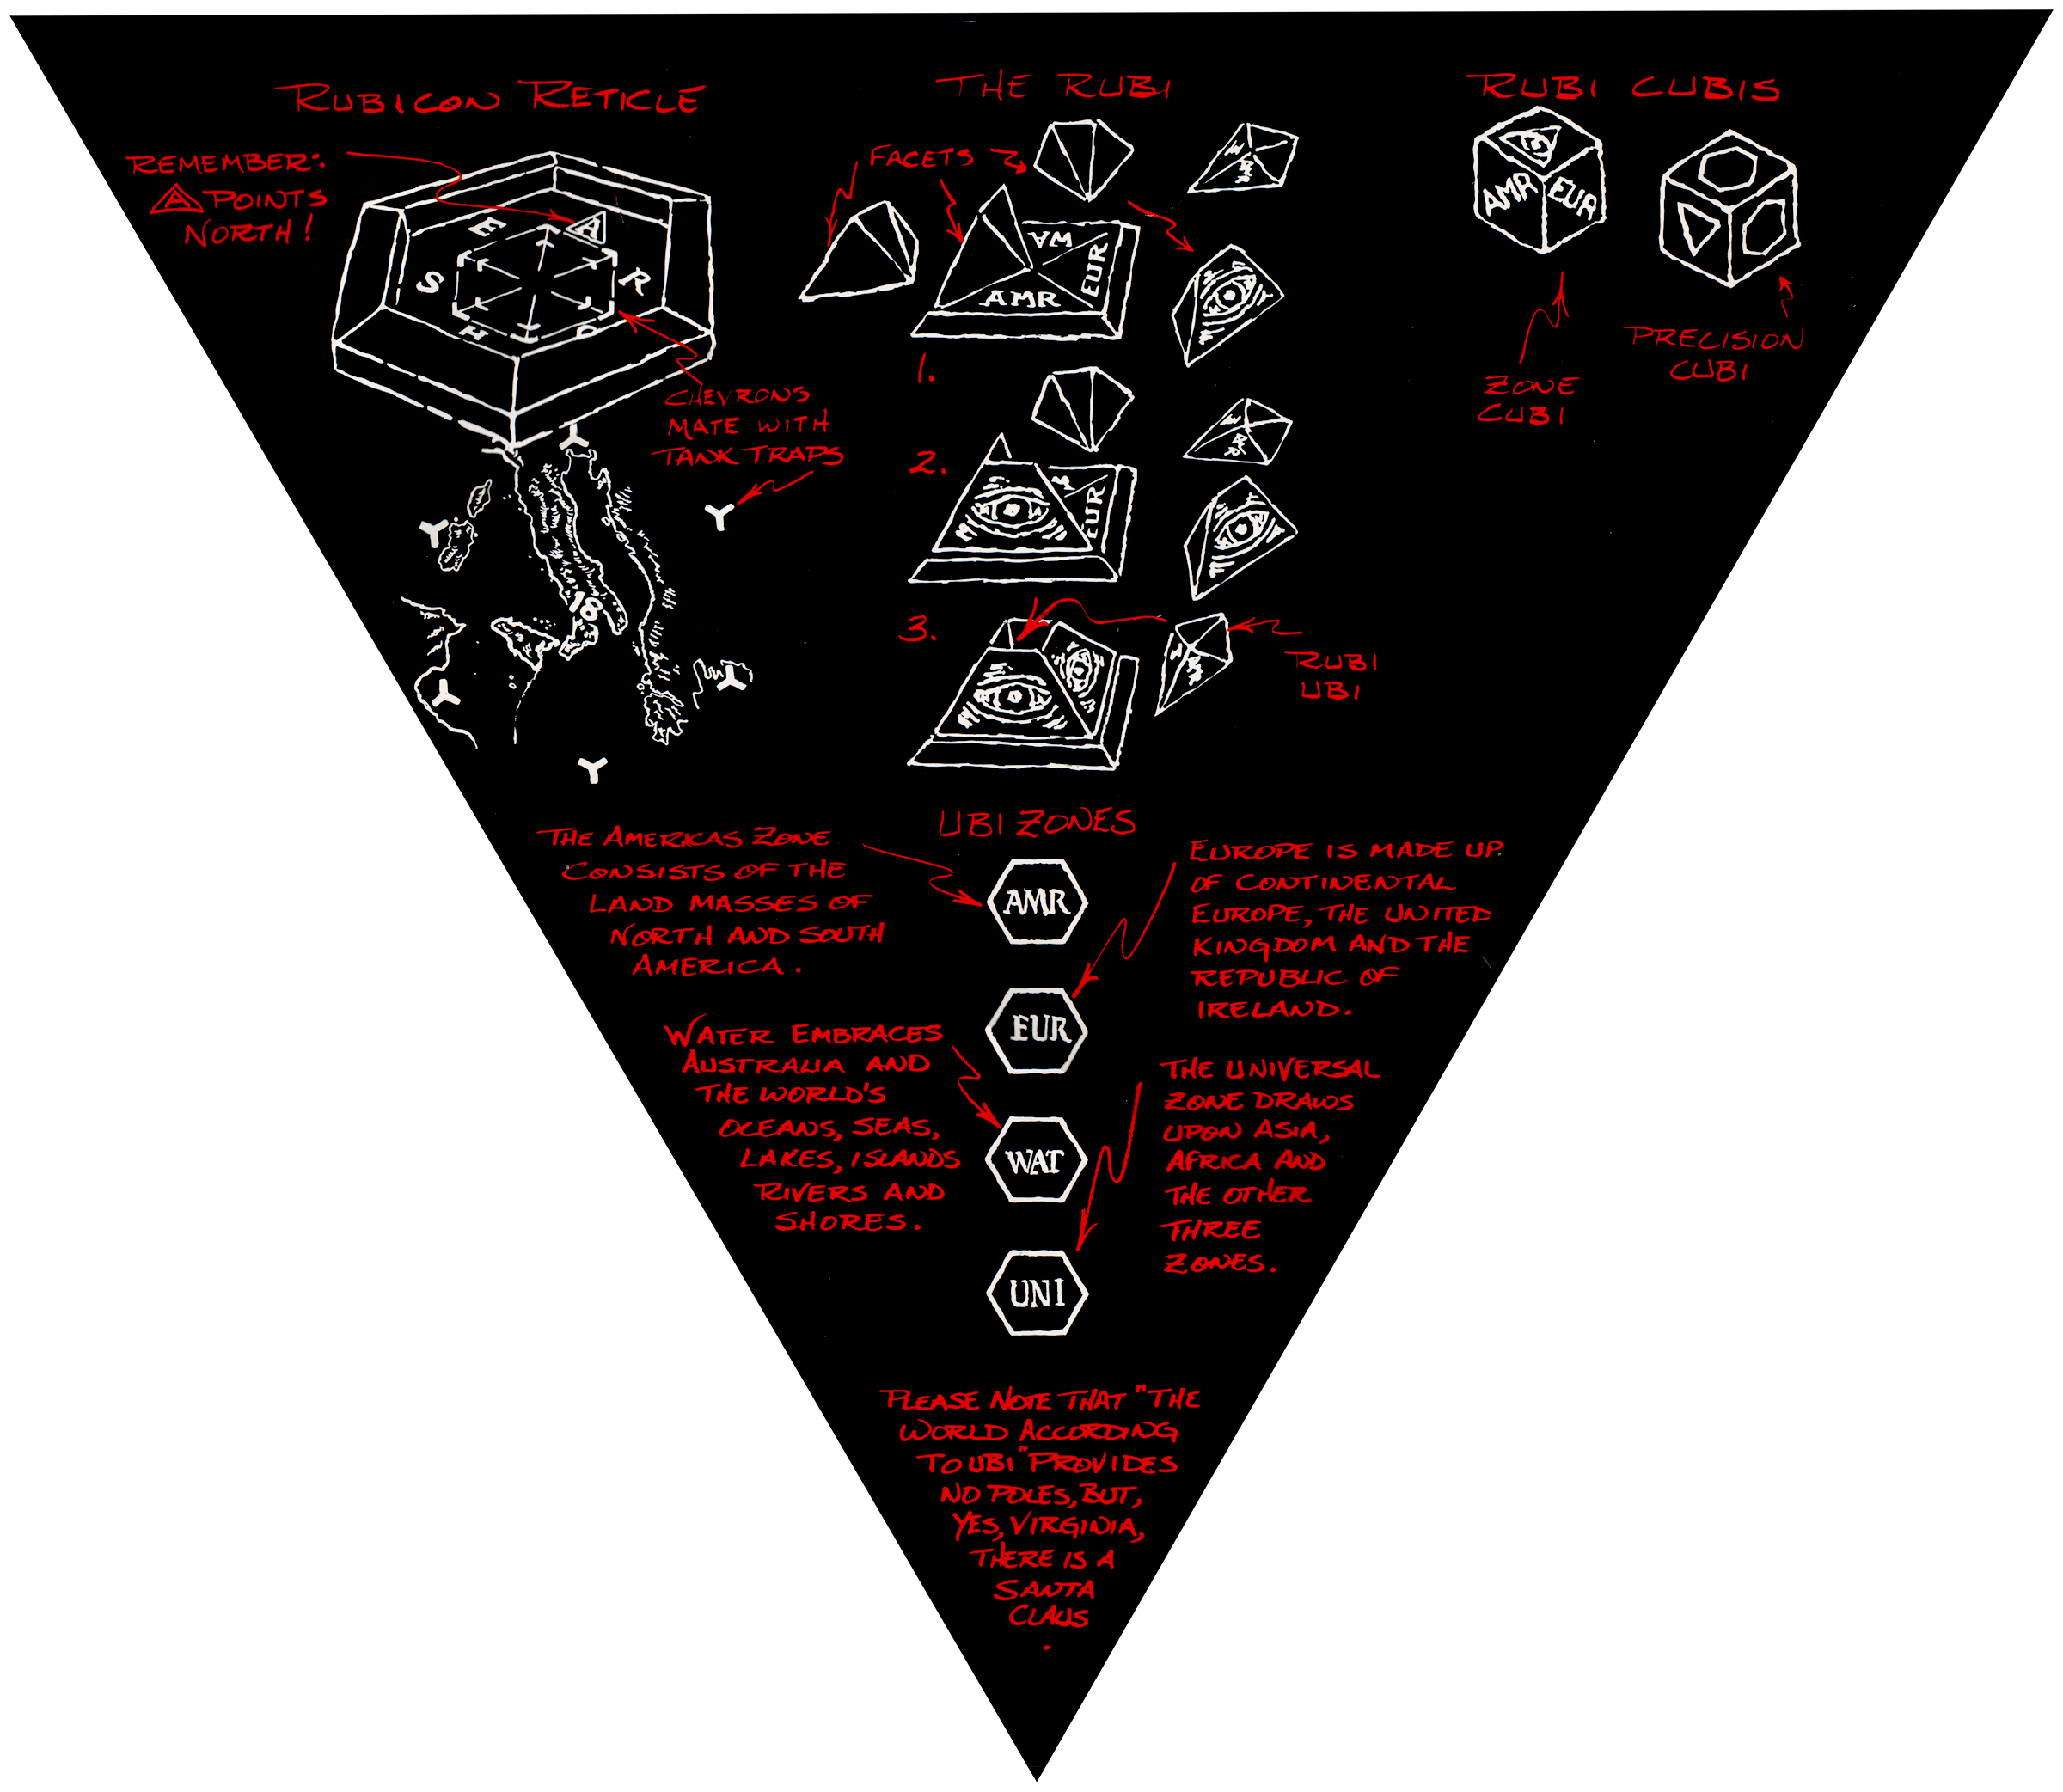 RUBICON RETICLE
REMEMBER:
A POINTS
NORTH!
E
A
S
R
H
O
CHEVRONS
MATE WITH
TANK TRAPS
187
THE RUBI
FACETS
WA
EUR
AMR
1.
2.
EUR
3.
RUBI
UBI
RUBI CUBIS
AMR
EUR
ZONE
CUBI
PRECISION
CUBI
UBI ZONES
THE AMERICAS ZONE
CONSISTS OF THE
LAND MASSES OF
NORTH AND SOUTH
AMERICA.
AMR
EUROPE IS MADE UP
OF CONTINENTAL
EUROPE, THE UNITED
KINGDOM AND THE
REPUBLIC OF
IRELAND.
EUR
WATER EMBRACES
AUSTRALIA AND
THE WORLD'S
OCEANS, SEAS,
LAKES, ISLANDS
RIVERS AND
SHORES.
WAT
THE UNIVERSAL
ZONE DRAWS
UPON ASIA,
AFRICA AND
THE OTHER
THREE
ZONES.
UNI
PLEASE NOTE THAT "THE
WORLD ACCORDING
TO UBI" PROVIDES
NO POLES, BUT,
YES, VIRGINIA,
THERE IS A
SANTA
CLAUS
.